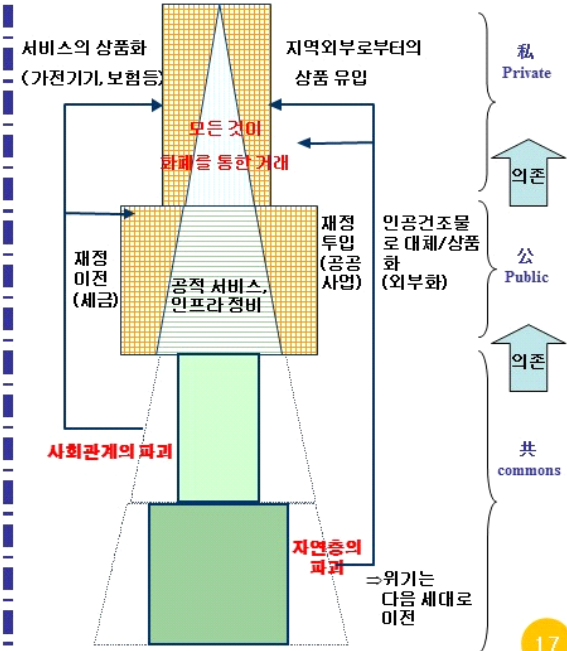 서비스의 상품화
(가전기기, 보험등)
지역외부로부터의
상품 유입
私
Private
모든 것이
화폐를 통한 거래
의존
재정
이전
(세금)
공적 서비스,
인프라 정비
재정
투입
(공공
사업)
인공건조물
로 대체/상품
화
(외부화)
公
Public
의존
사회관계의 파괴
共
commons
자연층의
파괴
⇒위기는
다음 세대로
이전
17